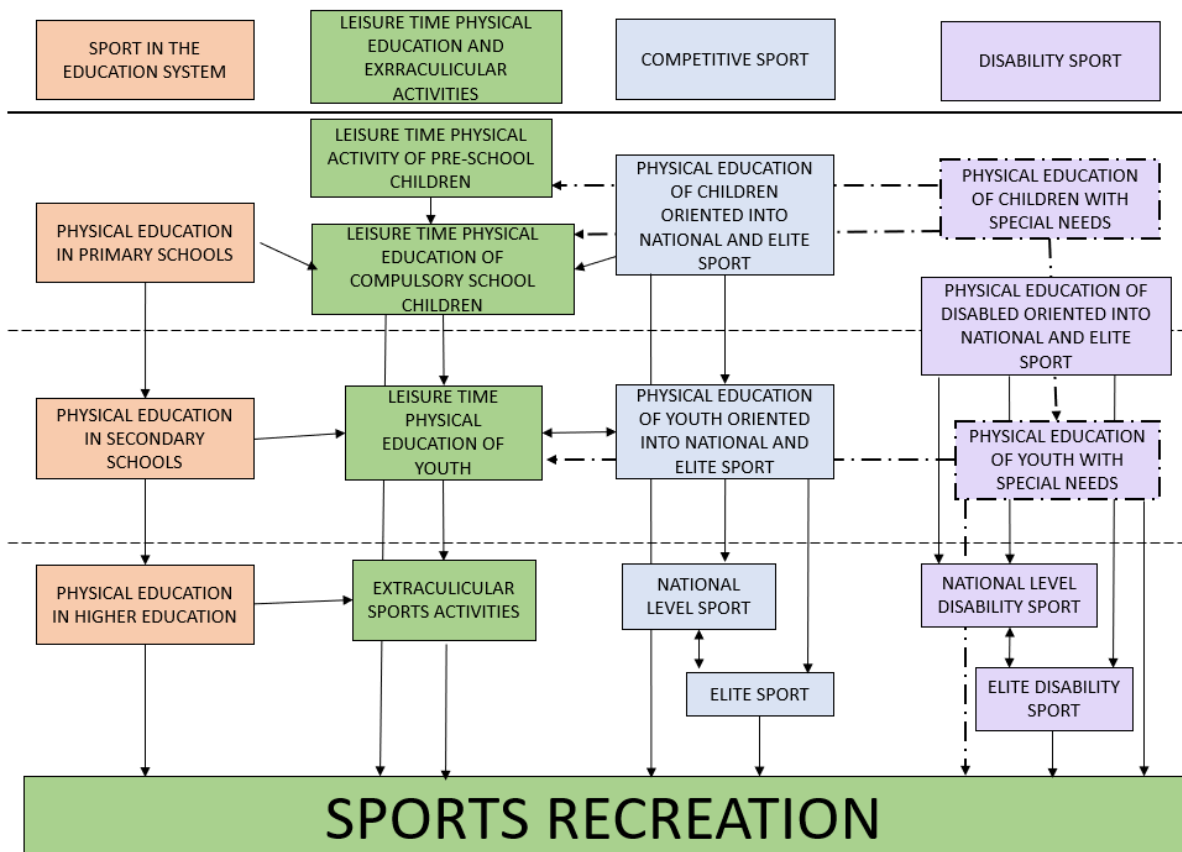 SPORT IN THE
EDUCATION SYSTEM
LEISURE TIME PHYSICAL
EDUCATION AND
EXRRACULICULAR
ACTIVITIES
COMPETITIVE SPORT
DISABILITY SPORT
LEISURE TIME PHYSICAL
ACTIVITY OF PRE-SCHOOL
CHILDREN
PHYSICAL EDUCATION
OF CHILDREN
ORIENTED INTO
NATIONAL AND ELITE
SPORT
PHYSICAL EDUCATION
OF CHILDREN WITH
SPECIAL NEEDS
PHYSICAL EDUCATION
IN PRIMARY SCHOOLS
LEISURE TIME PHYSICAL
EDUCATION OF
COMPULSORY SCHOOL
CHILDREN
PHYSICAL EDUCATION OF
DISABLED ORIENTED INTO
NATIONAL AND ELITE
SPORT
PHYSICAL EDUCATION
IN SECONDARY
SCHOOLS
LEISURE TIME
PHYSICAL
EDUCATION OF
YOUTH
PHYSICAL EDUCATION
OF YOUTH ORIENTED
INTO NATIONAL AND
ELITE SPORT
PHYSICAL EDUCATION
OF YOUTH WITH
SPECIAL NEEDS
PHYSICAL EDUCATION
IN HIGHER EDUCATION
EXTRACULICULAR
SPORTS ACTIVITIES
NATIONAL
LEVEL SPORT
NATIONAL LEVEL
DISABILITY SPORT
ELITE SPORT
ELITE DISABILITY
SPORT
SPORTS RECREATION